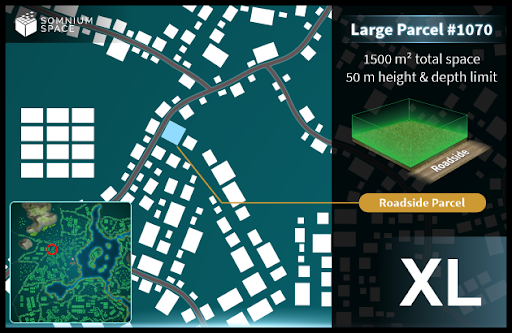 SOMNIUM
SPACE
Large Parcel #1070
1500 m² total space
50 m height & depth limit
Roadside
Roadside Parcel
XL